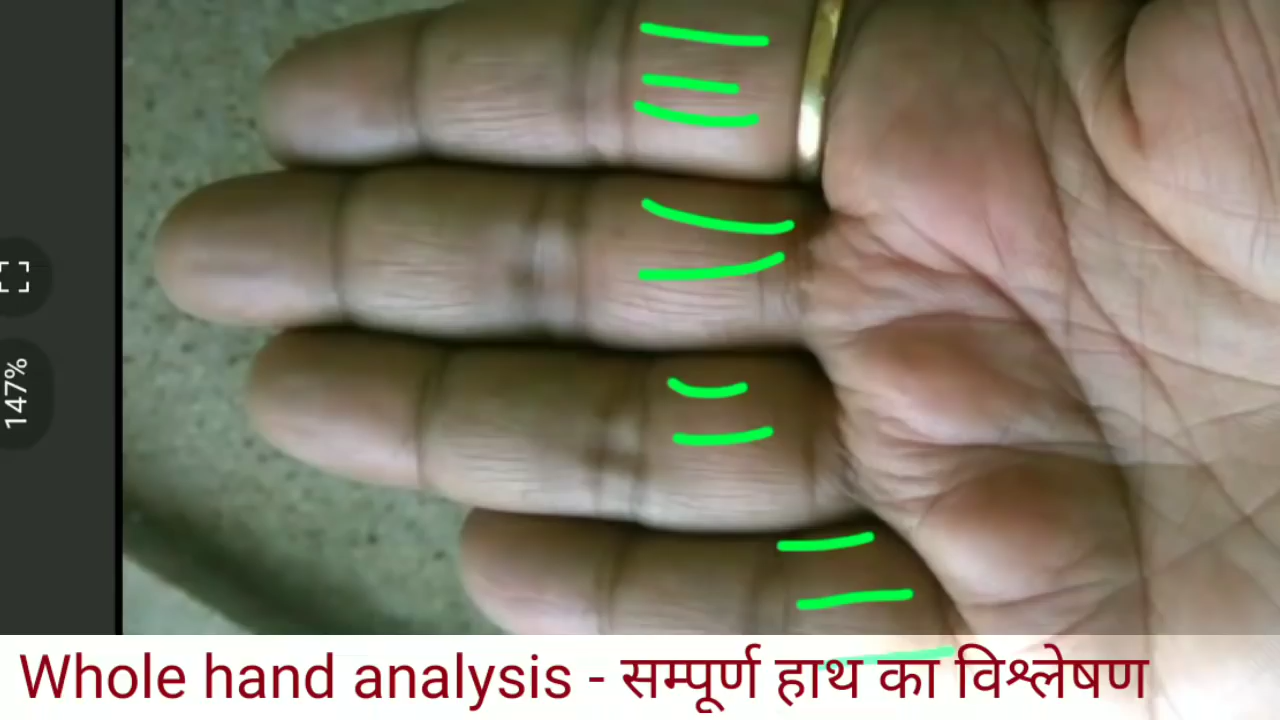 147%
Whole hand analysis - सम्पूर्ण हाथ का विश्लेषण